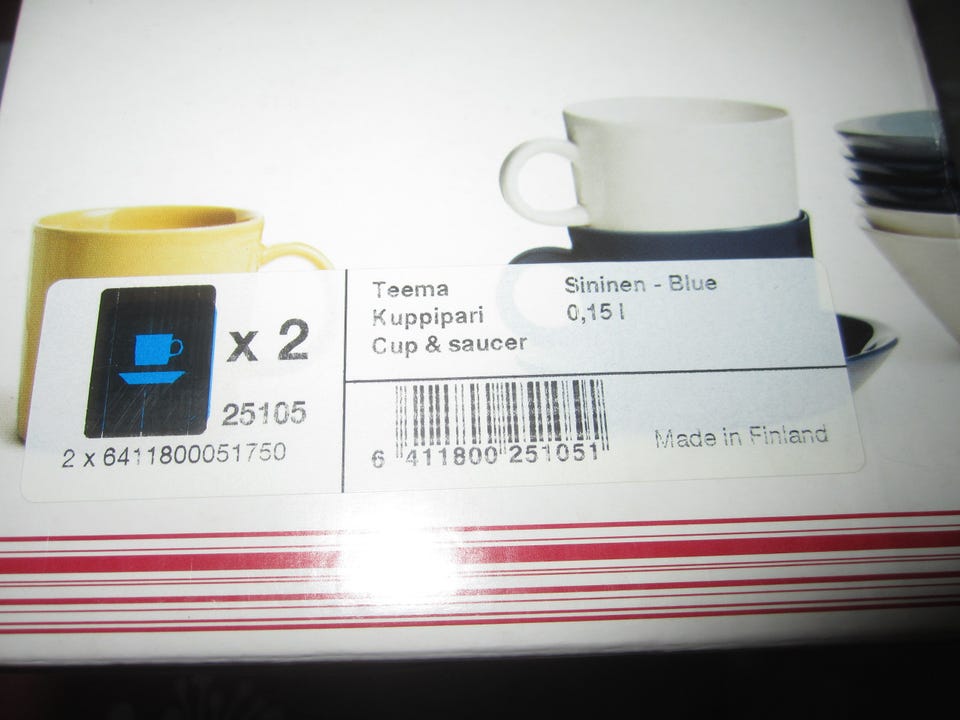 x 2
25105
2 x 6411800051750
Teema
Kuppipari
Cup & saucer
Sininen - Blue
0,15 l
6 411800 251051
Made in Finland